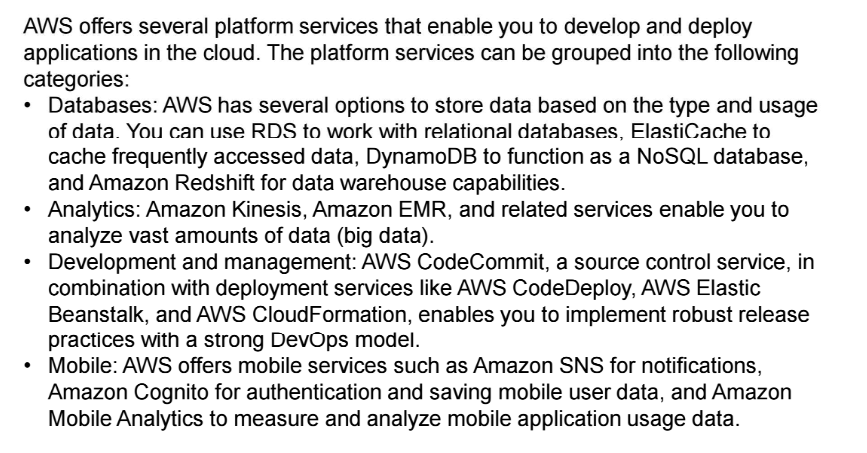 AWS offers several platform services that enable you to develop and deploy
applications in the cloud. The platform services can be grouped into the following
categories:
• Databases: AWS has several options to store data based on the type and usage
of data. You can use RDS to work with relational databases, ElastiCache to
cache frequently accessed data, DynamoDB to function as a NoSQL database,
and Amazon Redshift for data warehouse capabilities.
• Analytics: Amazon Kinesis, Amazon EMR, and related services enable you to
analyze vast amounts of data (big data).
• Development and management: AWS CodeCommit, a source control service, in
combination with deployment services like AWS CodeDeploy, AWS Elastic
Beanstalk, and AWS CloudFormation, enables you to implement robust release
practices with a strong DevOps model.
• Mobile: AWS offers mobile services such as Amazon SNS for notifications,
Amazon Cognito for authentication and saving mobile user data, and Amazon
Mobile Analytics to measure and analyze mobile application usage data.